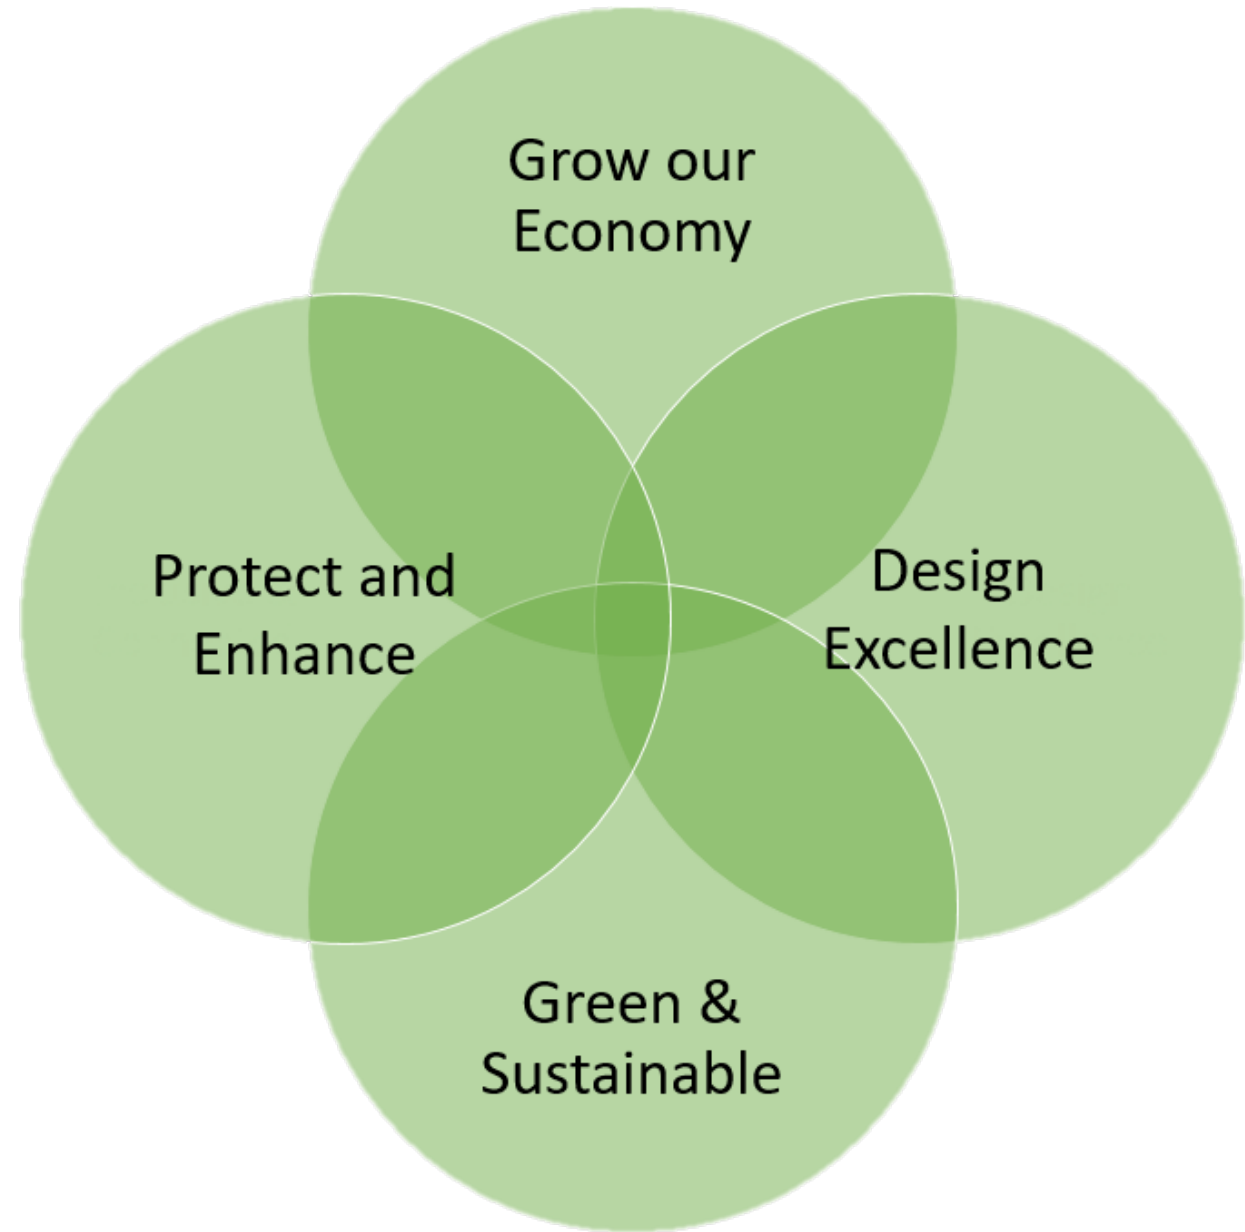 Grow our
Economy
Protect and
Enhance
Design
Excellence
Green &
Sustainable